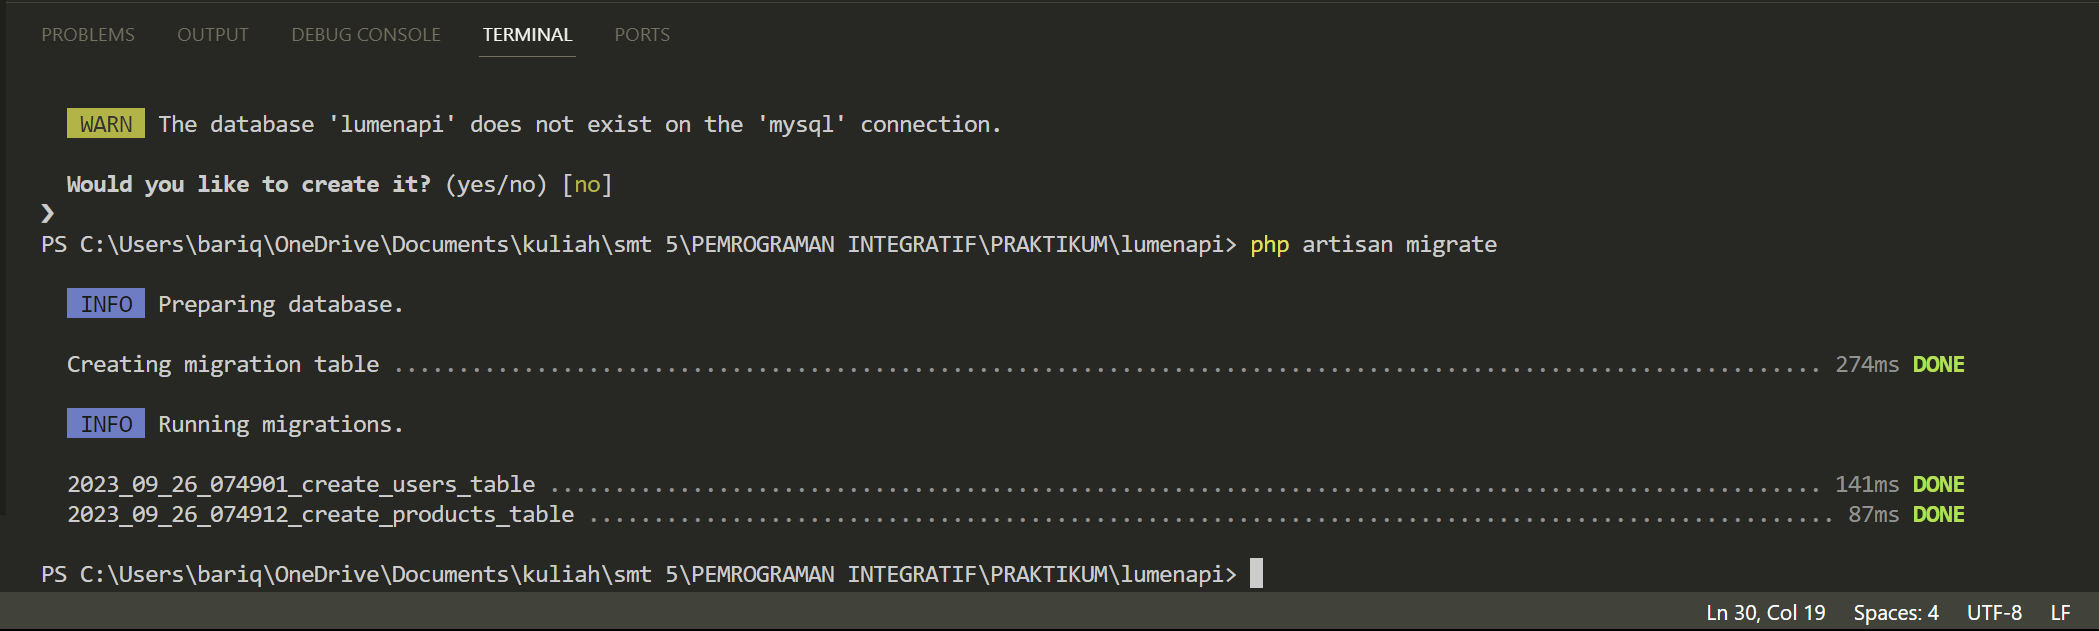 PROBLEMS OUTPUT DEBUG CONSOLE TERMINAL PORTS
WARN The database 'lumenapi' does not exist on the 'mysql' connection.
Would you like to create it? (yes/no) [no]
❯
PS C:\Users\bariq\OneDrive\Documents\kuliah\smt 5\PEMROGRAMAN INTEGRATIF\PRAKTIKUM\lumenapi> php artisan migrate
INFO Preparing database.
Creating migration table .............................................................................................................. 274ms DONE
INFO Running migrations.
2023_09_26_074901_create_users_table .................................................................................................. 141ms DONE
2023_09_26_074912_create_products_table ................................................................................................ 87ms DONE
PS C:\Users\bariq\OneDrive\Documents\kuliah\smt 5\PEMROGRAMAN INTEGRATIF\PRAKTIKUM\lumenapi>
Ln 30, Col 19 Spaces: 4 UTF-8 LF